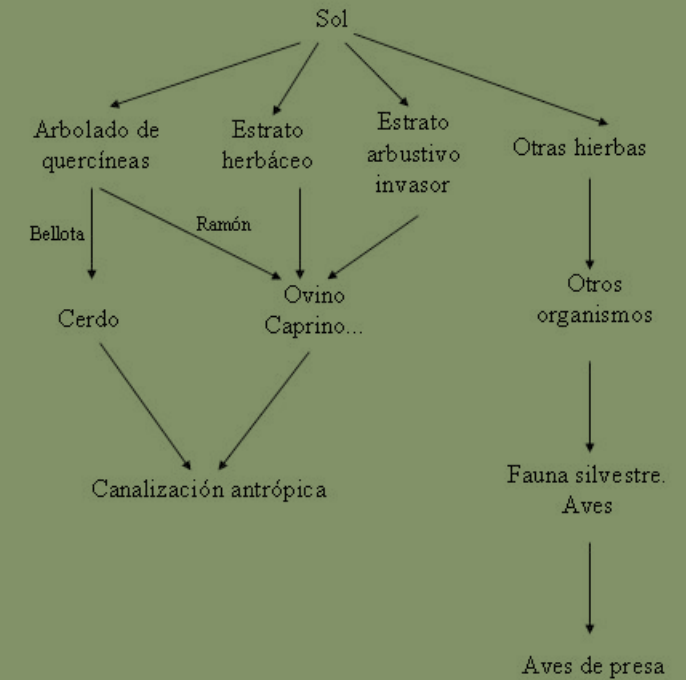 Sol
Arbolado de
quercíneas
Estrato
herbáceo
Estrato
arbustivo
invasor
Otras hierbas
Bellota
Ramón
Cerdo
Ovino
Caprino...
Otros
organismos
Canalización antrópica
Fauna silvestre.
Aves
Aves de presa